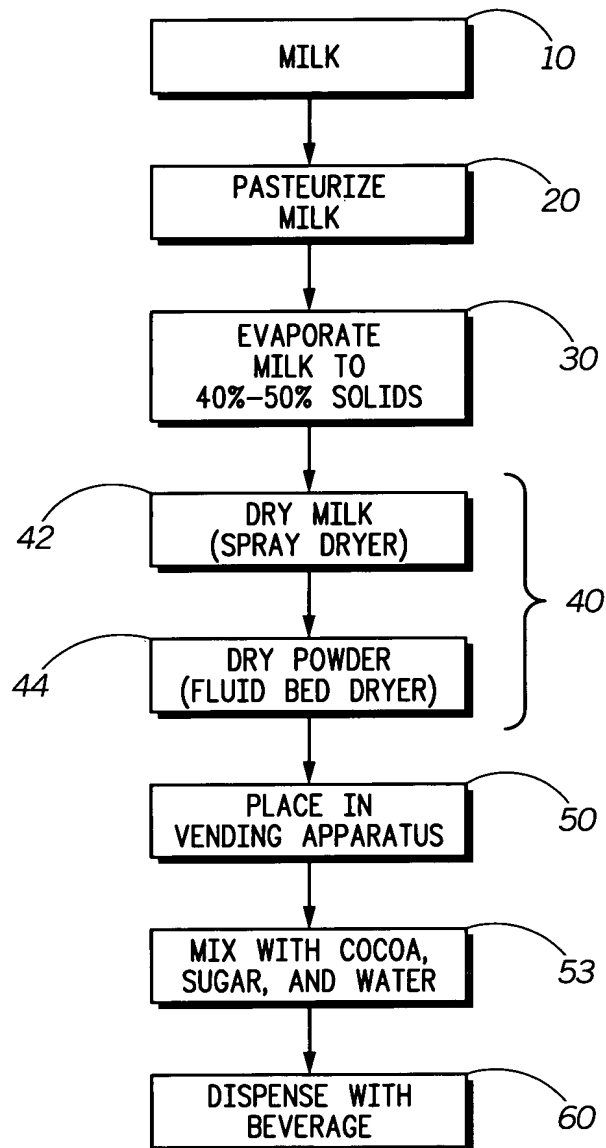 MILK
10
PASTEURIZE
MILK
20
EVAPORATE
MILK TO
40%-50% SOLIDS
30
DRY MILK
(SPRAY DRYER)
42
DRY POWDER
(FLUID BED DRYER)
44
40
PLACE IN
VENDING APPARATUS
50
MIX WITH COCOA,
SUGAR, AND WATER
53
DISPENSE WITH
BEVERAGE
60